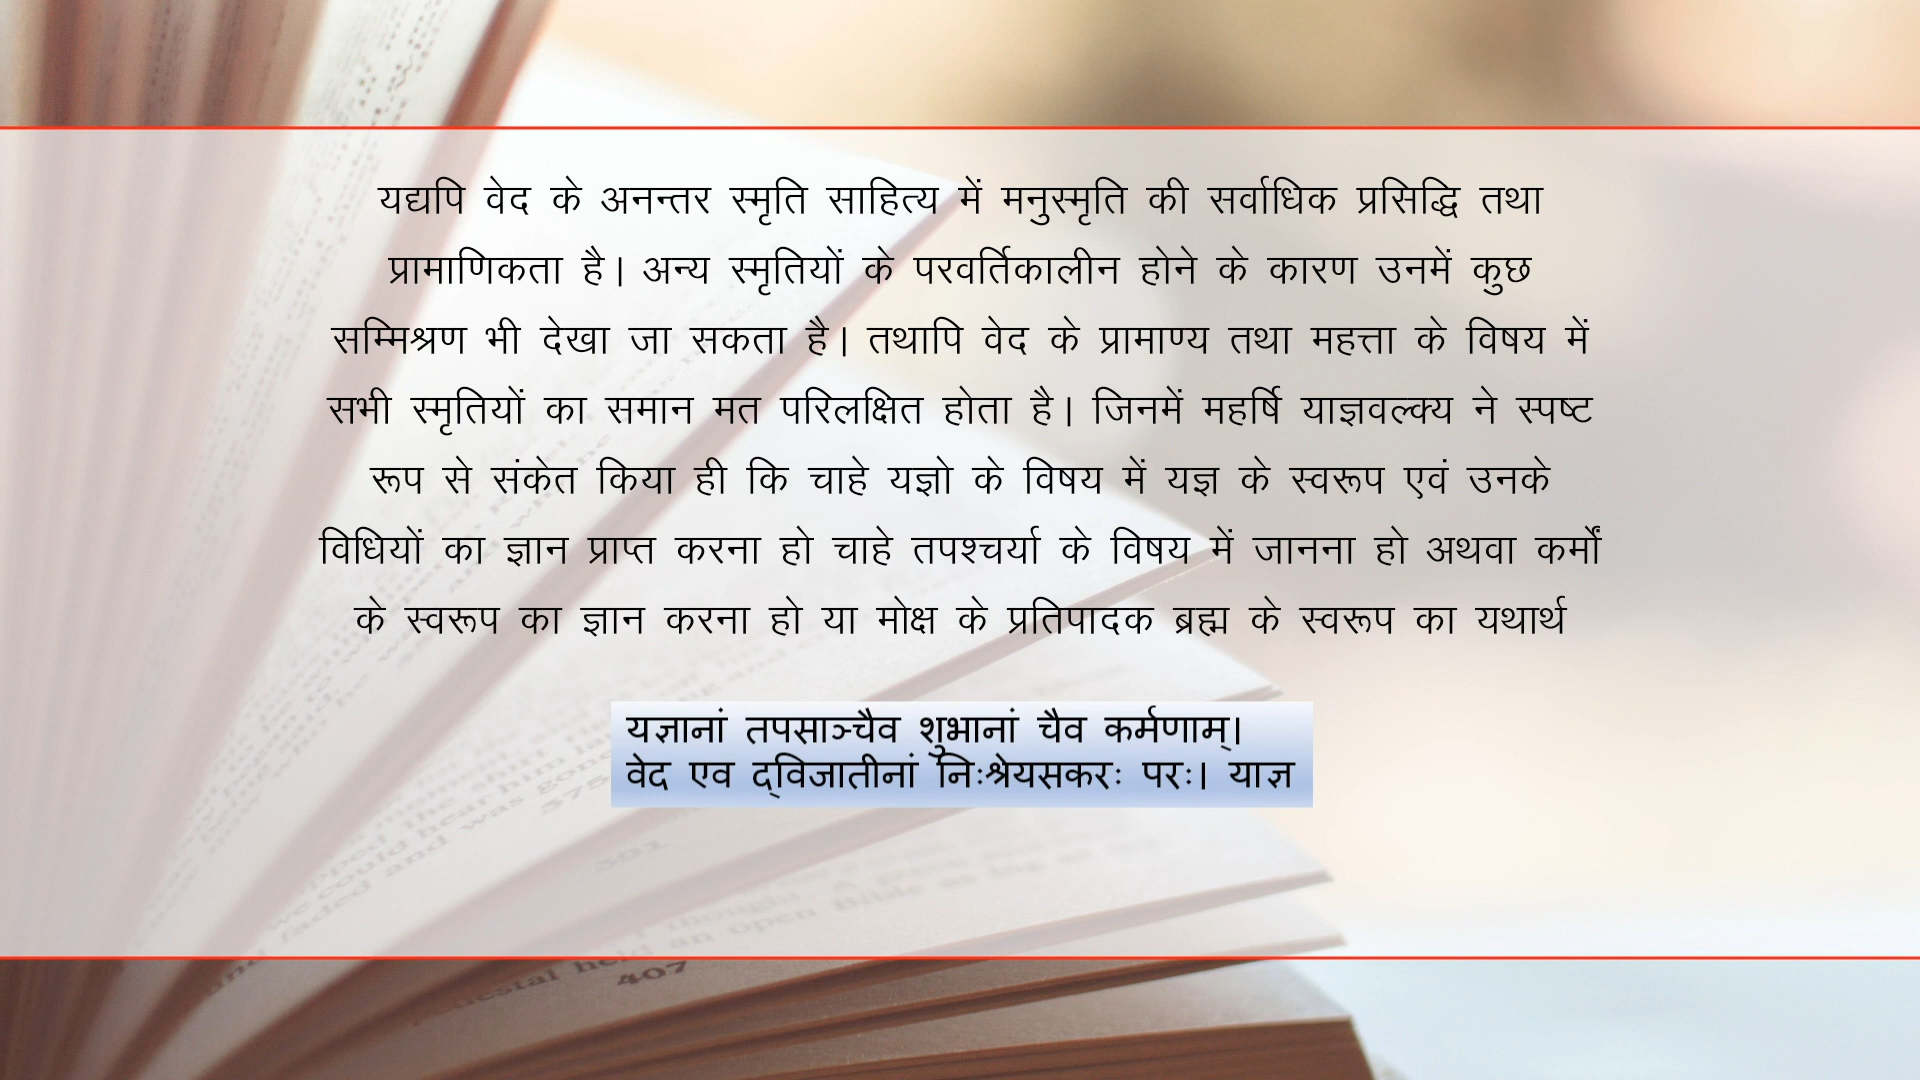 यद्यपि वेद के अनन्तर स्मृति साहित्य में मनुस्मृति की सर्वाधिक प्रसिद्धि तथा
प्रामाणिकता है। अन्य स्मृतियों के परवर्तिकालीन होने के कारण उनमें कुछ
सम्मिश्रण भी देखा जा सकता है। तथापि वेद के प्रामाण्य तथा महत्ता के विषय में
सभी स्मृतियों का समान मत परिलक्षित होता है। जिनमें महर्षि याज्ञवल्क्य ने स्पष्ट
रूप से संकेत किया ही कि चाहे यज्ञो के विषय में यज्ञ के स्वरूप एवं उनके
विधियों का ज्ञान प्राप्त करना हो चाहे तपश्चर्या के विषय में जानना हो अथवा कर्मों
के स्वरूप का ज्ञान करना हो या मोक्ष के प्रतिपादक ब्रह्म के स्वरूप का यथार्थ
यज्ञानां तपसाञ्चैव शुभानां चैव कर्मणाम्।
वेद एव द्विजातीनां निःश्रेयसकरः परः। याज्ञ
407